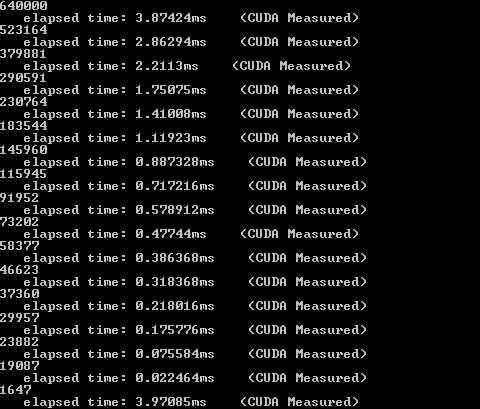 640000
elapsed time: 3.87424ms (CUDA Measured)
523164
elapsed time: 2.86294ms (CUDA Measured)
379881
elapsed time: 2.2113ms (CUDA Measured)
290591
elapsed time: 1.75075ms (CUDA Measured)
230764
elapsed time: 1.41008ms (CUDA Measured)
183544
elapsed time: 1.11923ms (CUDA Measured)
145960
elapsed time: 0.887328ms (CUDA Measured)
115945
elapsed time: 0.717216ms (CUDA Measured)
91952
elapsed time: 0.578912ms (CUDA Measured)
73202
elapsed time: 0.47744ms (CUDA Measured)
58377
elapsed time: 0.386368ms (CUDA Measured)
46623
elapsed time: 0.318368ms (CUDA Measured)
37360
elapsed time: 0.218016ms (CUDA Measured)
29957
elapsed time: 0.175776ms (CUDA Measured)
23882
elapsed time: 0.075584ms (CUDA Measured)
19087
elapsed time: 0.022464ms (CUDA Measured)
1647
elapsed time: 3.97085ms (CUDA Measured)